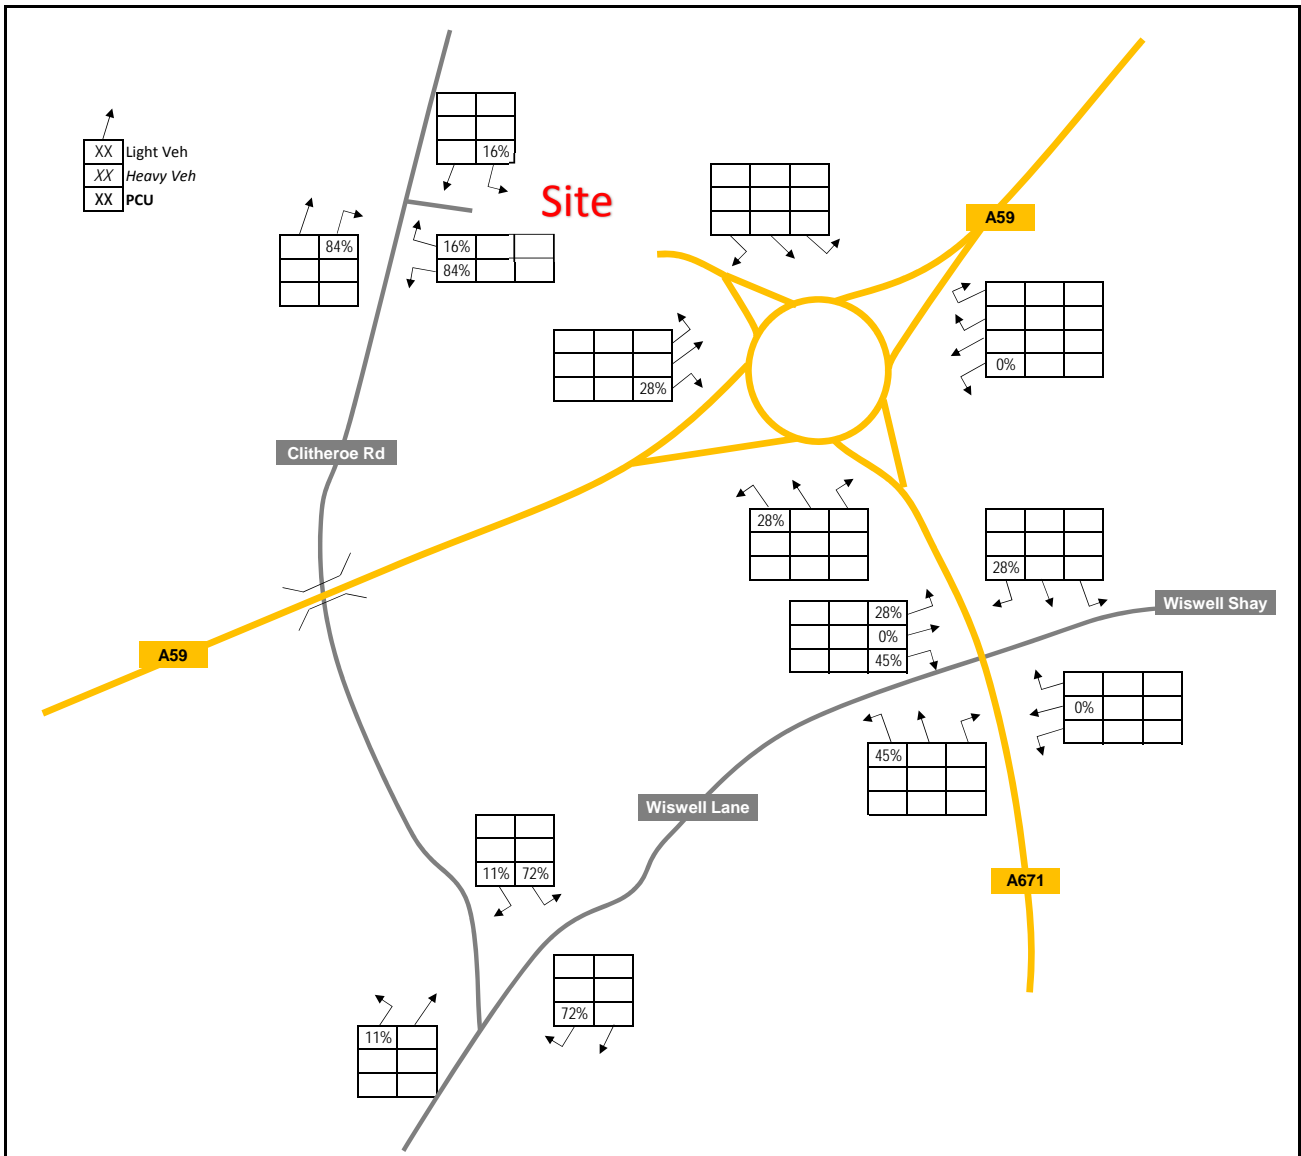 16%
XX Light Veh
XX Heavy Veh
XX PCU
Site
A59
84%
16%
84%
28%
0%
Clitheroe Rd
28%
28%
Wiswell Shay
28%
0%
45%
A59
0%
45%
Wiswell Lane
11% 72%
A671
72%
11%